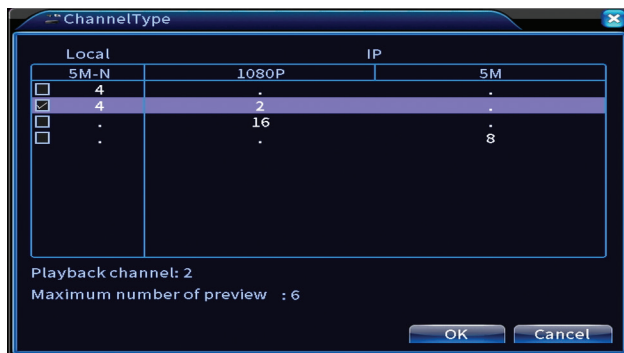 ChannelType
Local IP
5M-N 1080P 5M
4 . .
4 2 .
. 16 .
. . 8
Playback channel: 2
Maximum number of preview : 6
OK Cancel